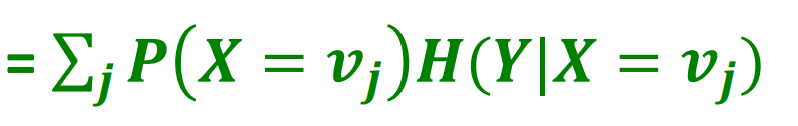 = ∑ⱼ P(X = vⱼ)H(Y|X = vⱼ)